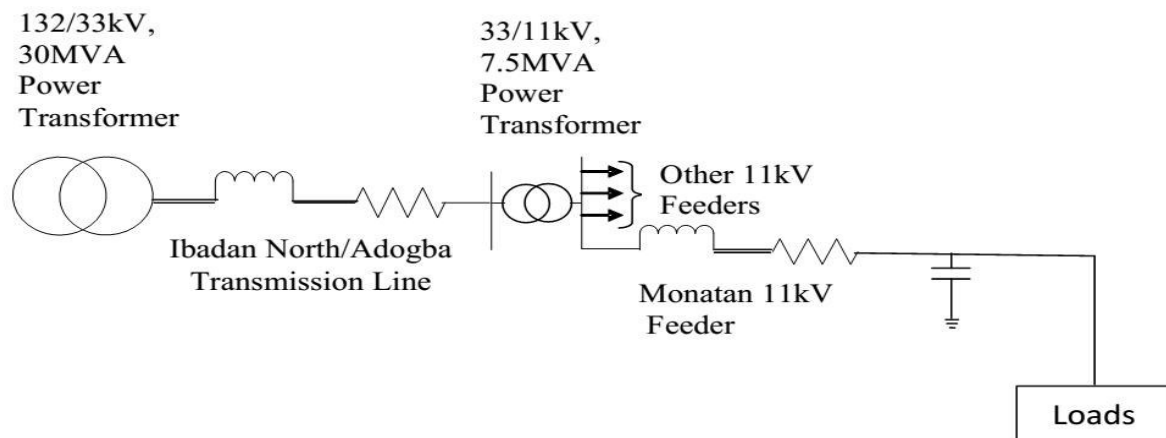 132/33kV,
30MVA
Power
Transformer
33/11kV,
7.5MVA
Power
Transformer
Other 11kV
Feeders
Ibadan North/Adogba
Transmission Line
Monatan 11kV
Feeder
Loads